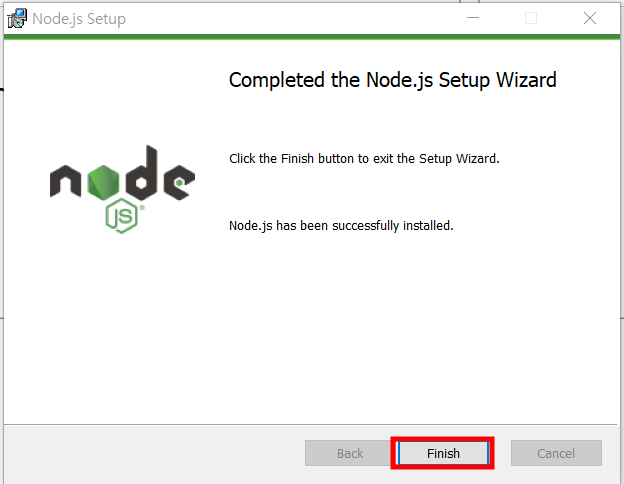 Node.js Setup
Completed the Node.js Setup Wizard
Click the Finish button to exit the Setup Wizard.
node
JS®
Node.js has been successfully installed.
Back Finish Cancel